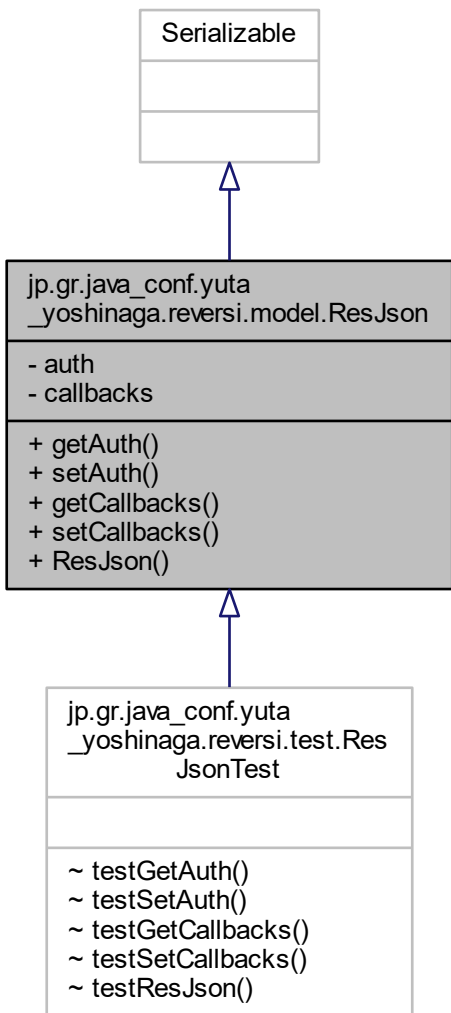 Serializable
jp.gr.java_conf.yuta
_yoshinaga.reversi.model.ResJson
- auth
- callbacks
+ getAuth()
+ setAuth()
+ getCallbacks()
+ setCallbacks()
+ ResJson()
jp.gr.java_conf.yuta
_yoshinaga.reversi.test.Res
JsonTest
~ testGetAuth()
~ testSetAuth()
~ testGetCallbacks()
~ testSetCallbacks()
~ testResJson()